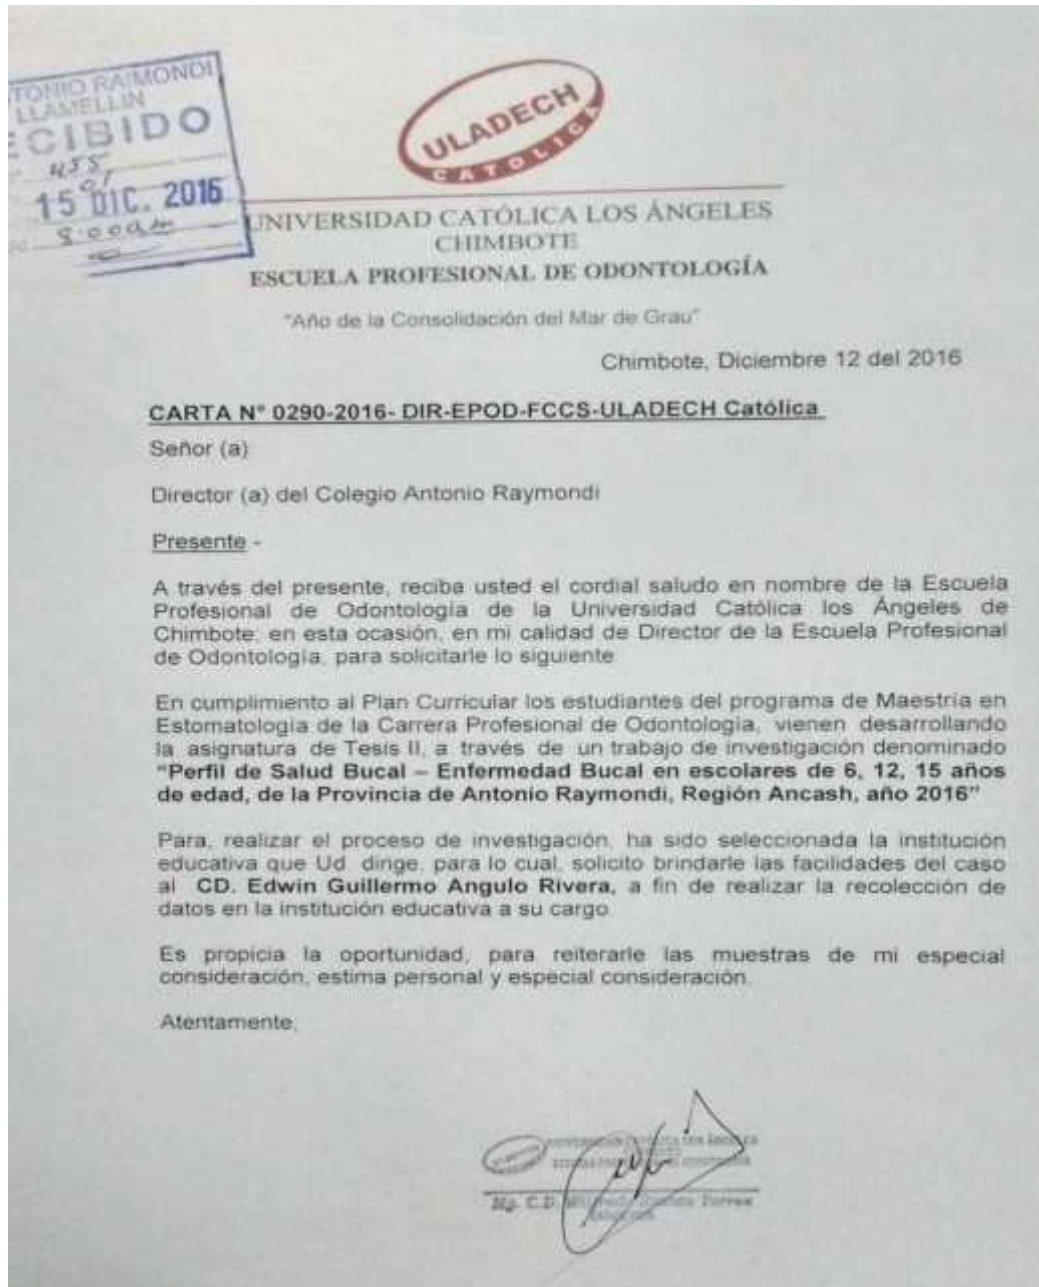 TONIO RAIMONDI
LLAMELLIN
ECIBIDO
455
01
15 DIC. 2016
8:00am
ULADECH
CATOLICA
UNIVERSIDAD CATÓLICA LOS ÁNGELES
CHIMBOTE
ESCUELA PROFESIONAL DE ODONTOLOGÍA
"Año de la Consolidación del Mar de Grau"
Chimbote, Diciembre 12 del 2016
CARTA N° 0290-2016- DIR-EPOD-FCCS-ULADECH Católica
Señor (a)
Director (a) del Colegio Antonio Raymondi
Presente.-
A través del presente, reciba usted el cordial saludo en nombre de la Escuela
Profesional de Odontología de la Universidad Católica los Ángeles de
Chimbote; en esta ocasión, en mi calidad de Director de la Escuela Profesional
de Odontología, para solicitarle lo siguiente:
En cumplimiento al Plan Curricular los estudiantes del programa de Maestría en
Estomatología de la Carrera Profesional de Odontología, vienen desarrollando
la asignatura de Tesis II, a través de un trabajo de investigación denominado
"Perfil de Salud Bucal – Enfermedad Bucal en escolares de 6, 12, 15 años
de edad, de la Provincia de Antonio Raymondi, Región Ancash, año 2016"
Para, realizar el proceso de investigación, ha sido seleccionada la institución
educativa que Ud. dirige, para lo cual, solicito brindarle las facilidades del caso
al CD. Edwin Guillermo Angulo Rivera, a fin de realizar la recolección de
datos en la institución educativa a su cargo.
Es propicia la oportunidad, para reiterarle las muestras de mi especial
consideración, estima personal y especial consideración.
Atentamente,
Mg. C.D. Torres